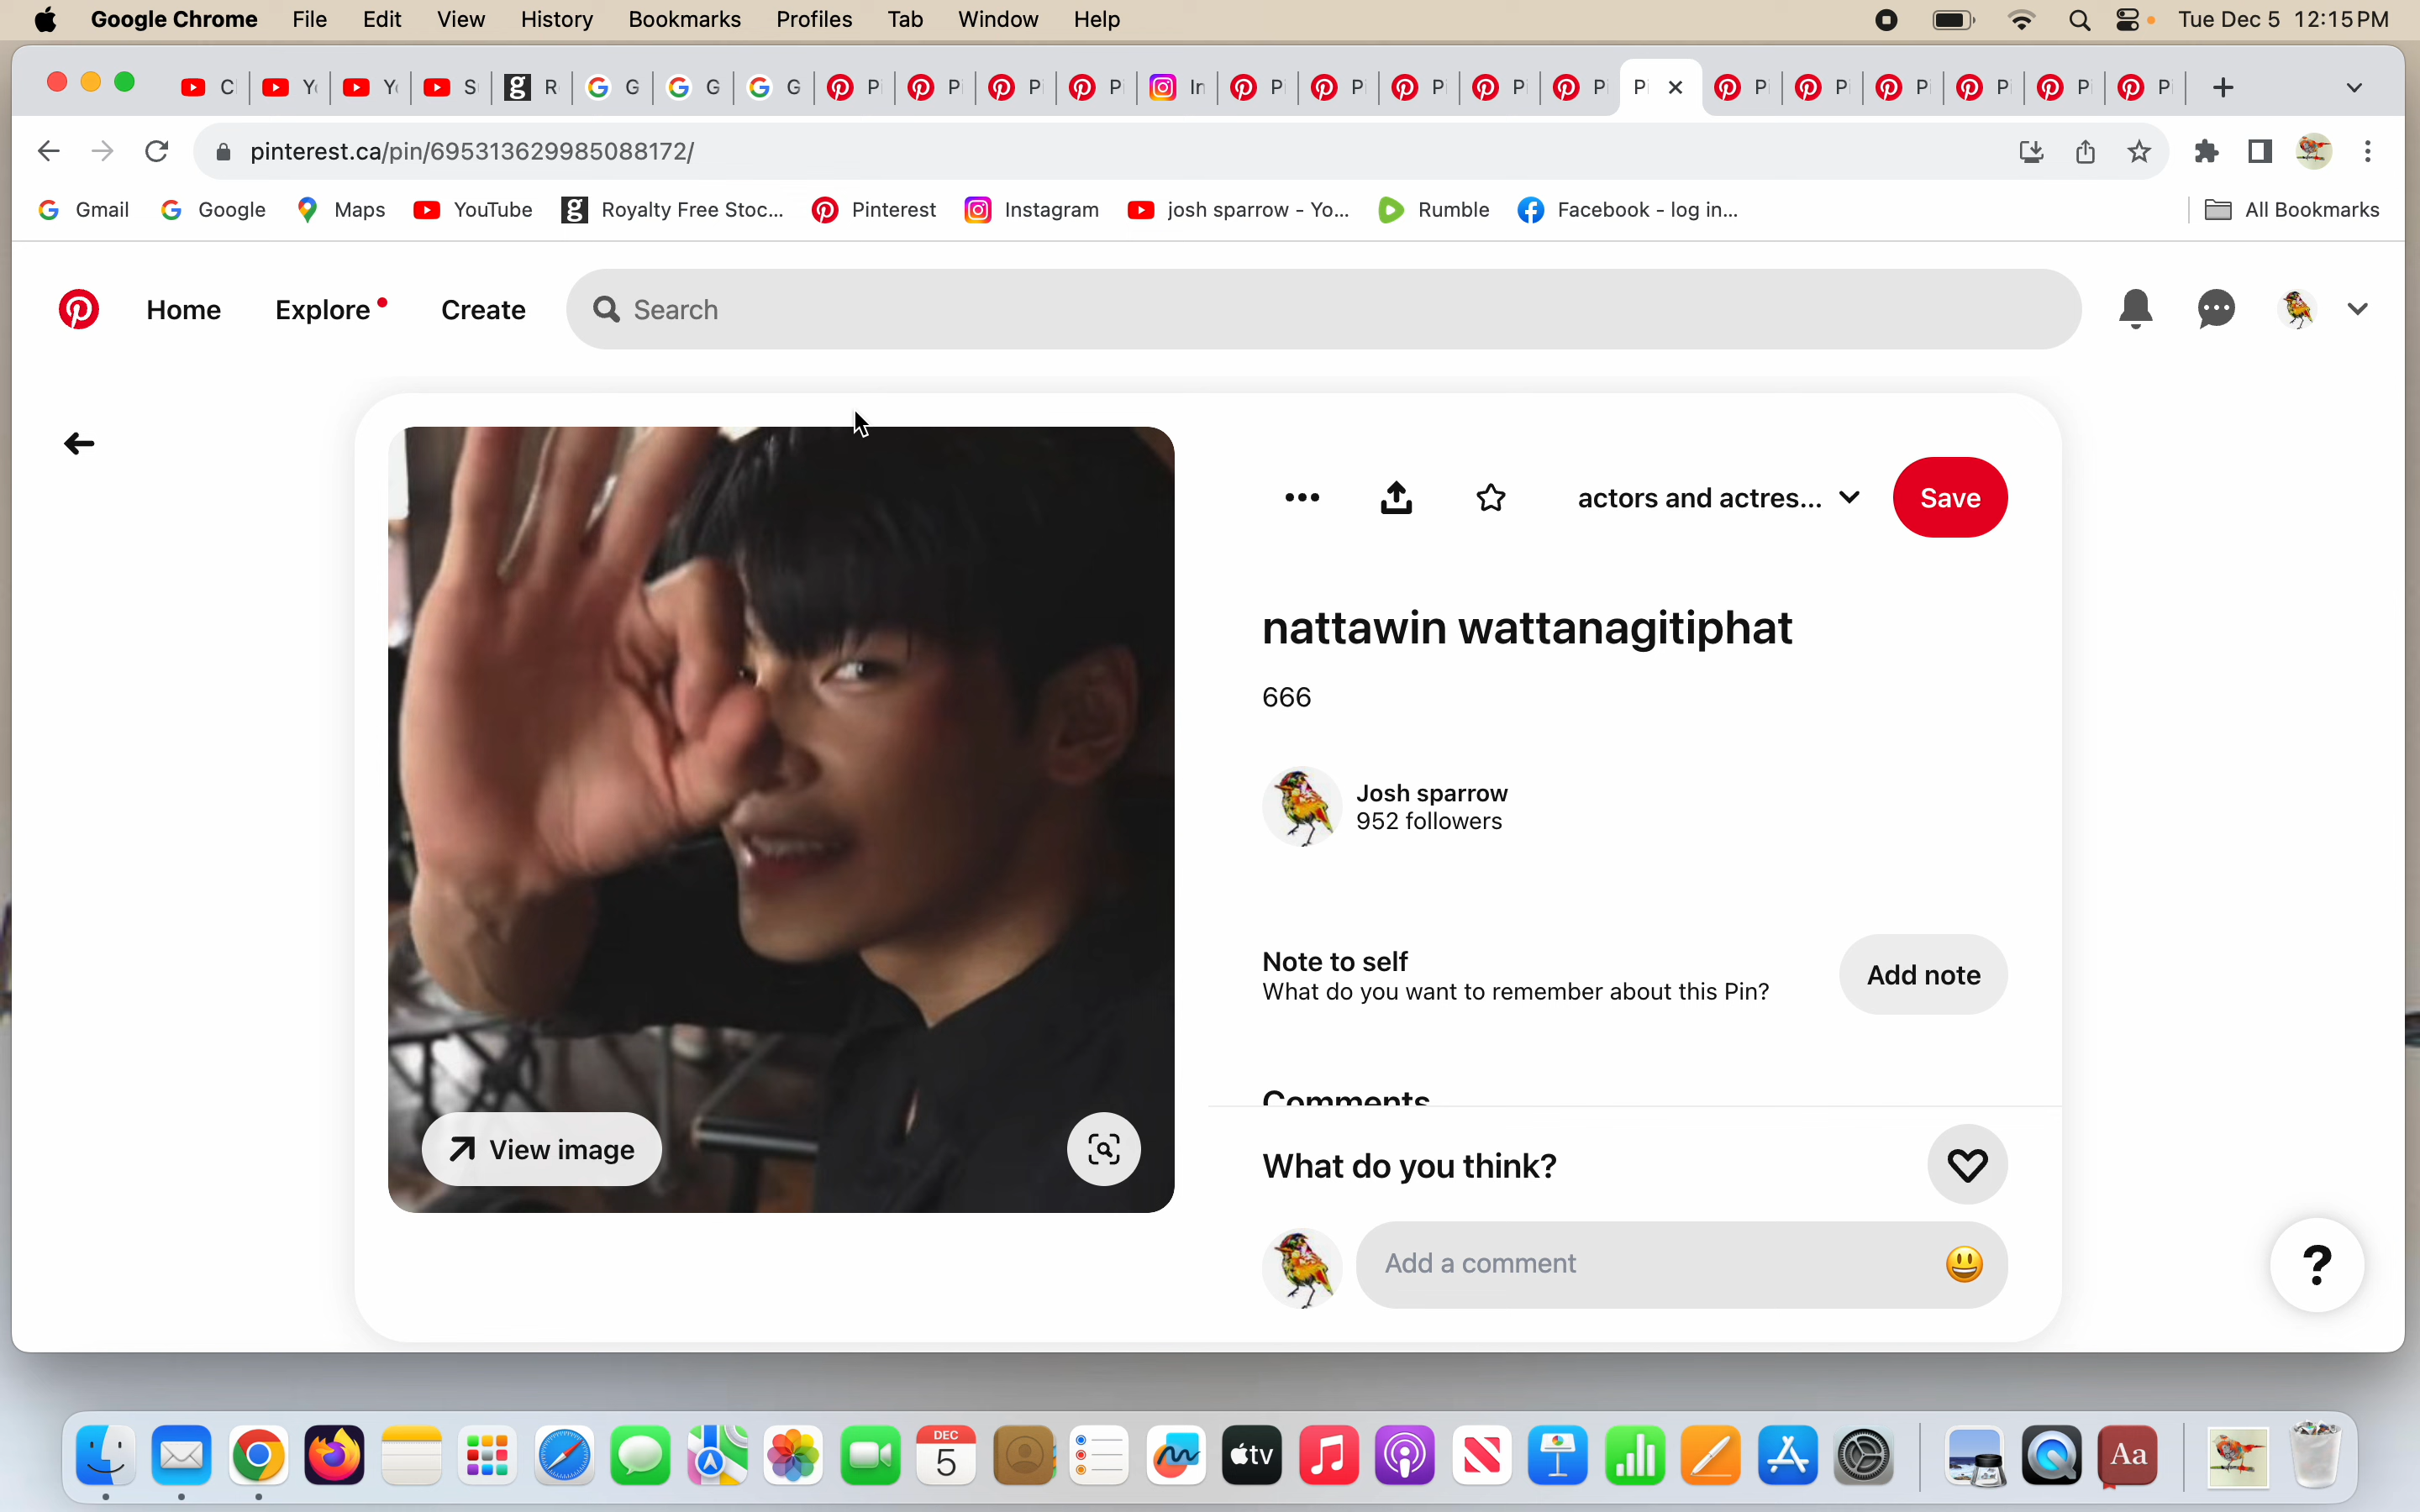 Google Chrome File Edit View History Bookmarks Profiles Tab Window Help Tue Dec 5 12:15 PM
C Y Y S R G G G P P P P In P P P P P P P P P P P P
pinterest.ca/pin/695313629985088172/
Gmail Google Maps YouTube Royalty Free Stoc... Pinterest Instagram josh sparrow - Yo... Rumble Facebook - log in... All Bookmarks
Home Explore Create Search
actors and actres... Save
nattawin wattanagitiphat
666
Josh sparrow
952 followers
Note to self
What do you want to remember about this Pin?
Add note
Comments
View image
What do you think?
Add a comment
?
DEC
5
tv
Aa